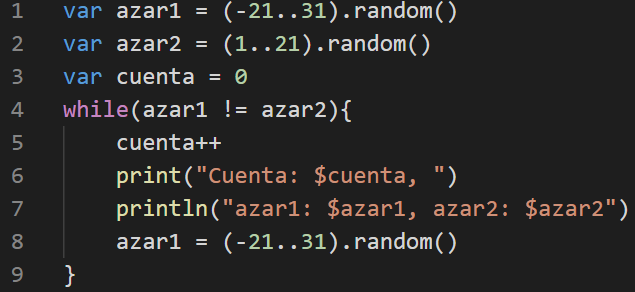 1 var azar1 = (-21..31).random()
2 var azar2 = (1..21).random()
3 var cuenta = 0
4 while(azar1 != azar2){
5     cuenta++
6     print("Cuenta: $cuenta, ")
7     println("azar1: $azar1, azar2: $azar2")
8     azar1 = (-21..31).random()
9 }